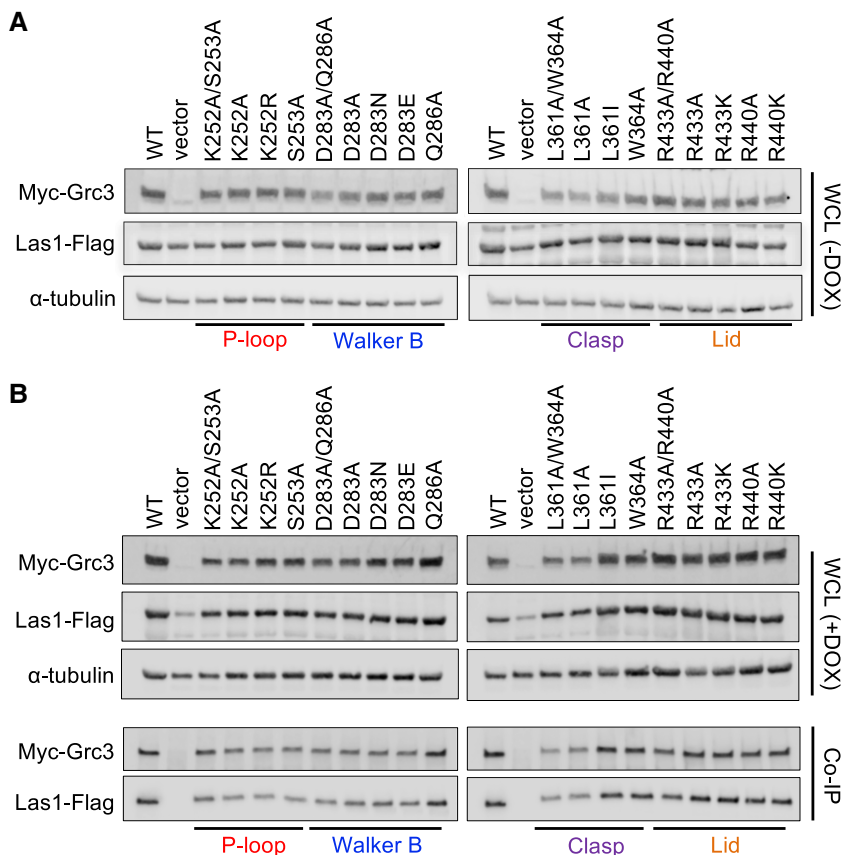 A
WT
vector
K252A/S253A
K252A
K252R
S253A
D283A/Q286A
D283A
D283N
D283E
Q286A
WT
vector
L361A/W364A
L361A
L361I
W364A
R433A/R440A
R433A
R433K
R440A
R440K
Myc-Grc3
Las1-Flag
α-tubulin
WCL (-DOX)
P-loop
Walker B
Clasp
Lid
B
WT
vector
K252A/S253A
K252A
K252R
S253A
D283A/Q286A
D283A
D283N
D283E
Q286A
WT
vector
L361A/W364A
L361A
L361I
W364A
R433A/R440A
R433A
R433K
R440A
R440K
Myc-Grc3
Las1-Flag
α-tubulin
WCL (+DOX)
Myc-Grc3
Las1-Flag
Co-IP
P-loop
Walker B
Clasp
Lid